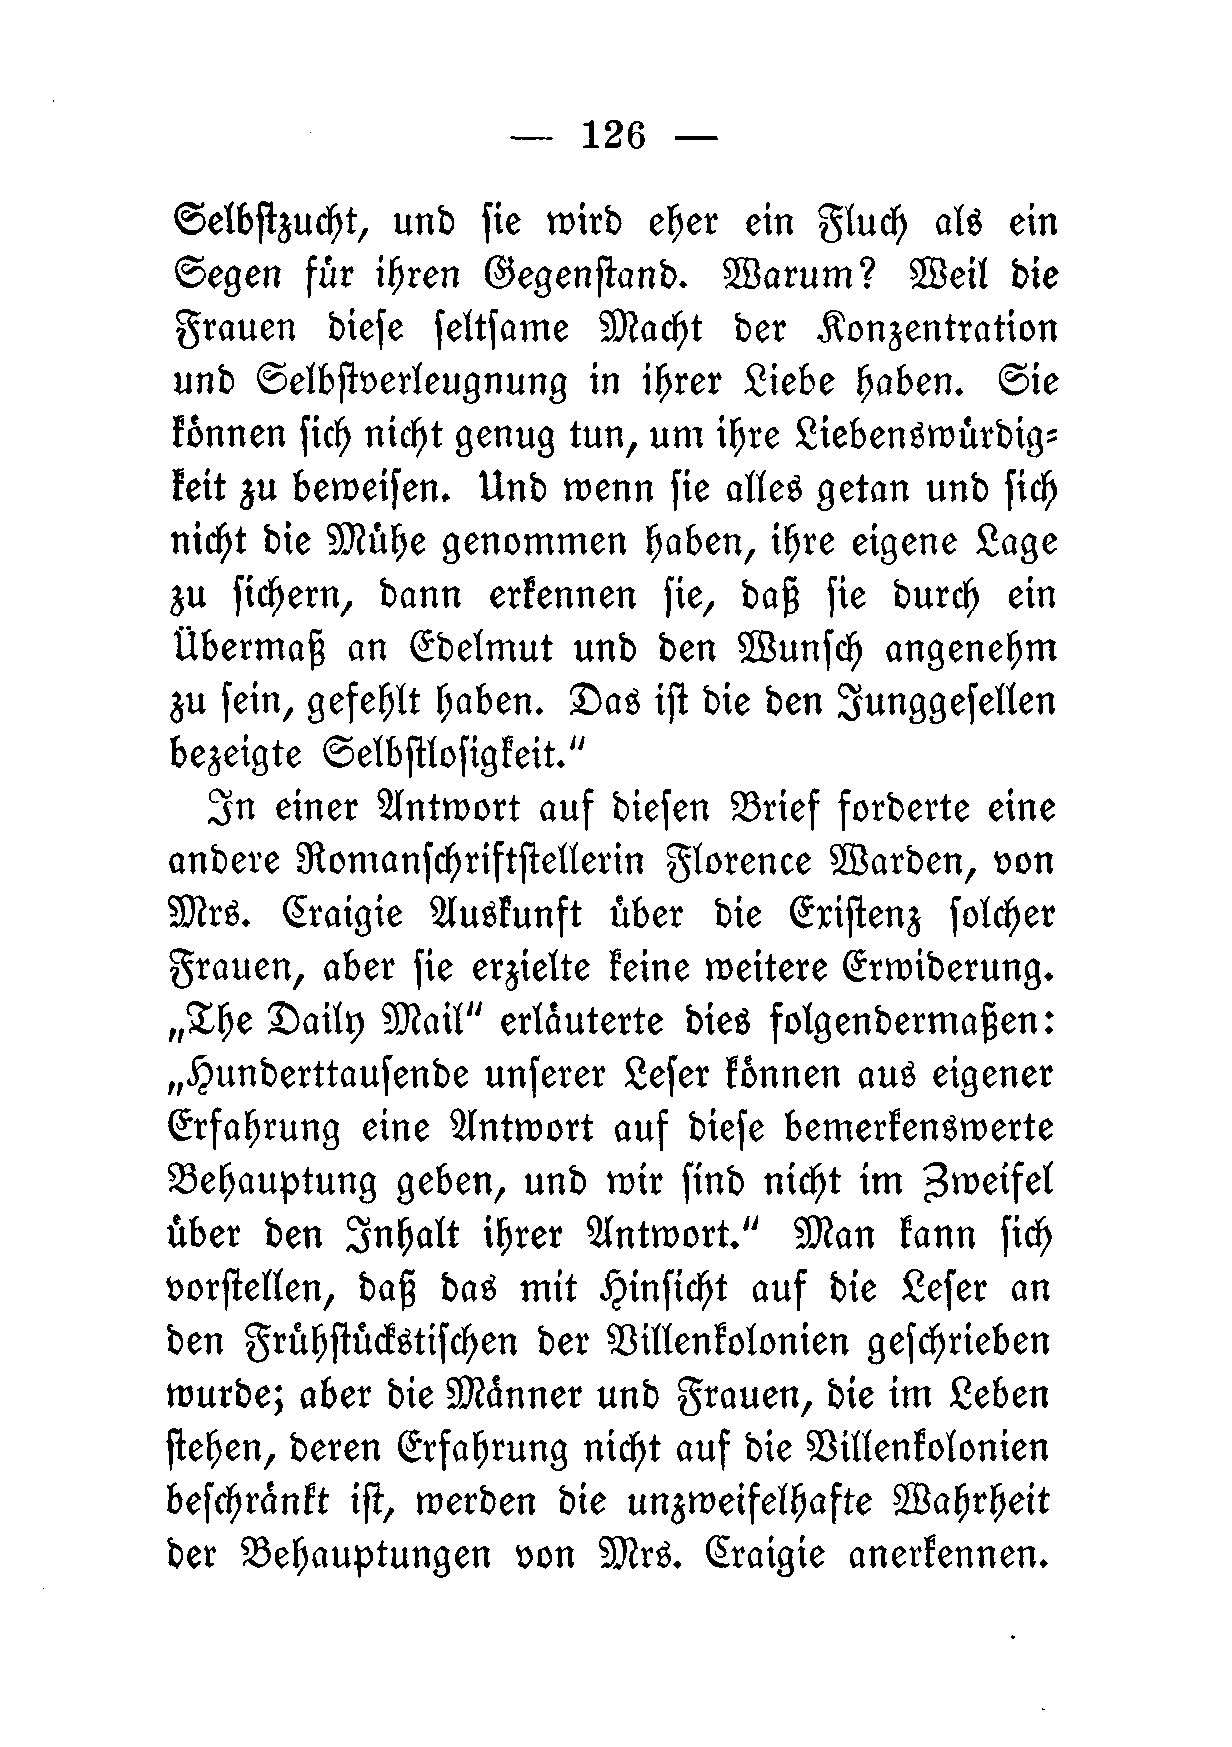 — 126 —
Selbstzucht, und sie wird eher ein Fluch als ein
Segen für ihren Gegenstand. Warum? Weil die
Frauen diese seltsame Macht der Konzentration
und Selbstverleugnung in ihrer Liebe haben. Sie
können sich nicht genug tun, um ihre Liebenswürdig-
keit zu beweisen. Und wenn sie alles getan und sich
nicht die Mühe genommen haben, ihre eigene Lage
zu sichern, dann erkennen sie, daß sie durch ein
Übermaß an Edelmut und den Wunsch angenehm
zu sein, gefehlt haben. Das ist die den Junggesellen
bezeigte Selbstlosigkeit."
In einer Antwort auf diesen Brief forderte eine
andere Romanschriftstellerin Florence Warden, von
Mrs. Craigie Auskunft über die Existenz solcher
Frauen, aber sie erzielte keine weitere Erwiderung.
„The Daily Mail" erläuterte dies folgendermaßen:
„Hunderttausende unserer Leser können aus eigener
Erfahrung eine Antwort auf diese bemerkenswerte
Behauptung geben, und wir sind nicht im Zweifel
über den Inhalt ihrer Antwort." Man kann sich
vorstellen, daß das mit Hinsicht auf die Leser an
den Frühstückstischen der Villenkolonien geschrieben
wurde; aber die Männer und Frauen, die im Leben
stehen, deren Erfahrung nicht auf die Villenkolonien
beschränkt ist, werden die unzweifelhafte Wahrheit
der Behauptungen von Mrs. Craigie anerkennen.